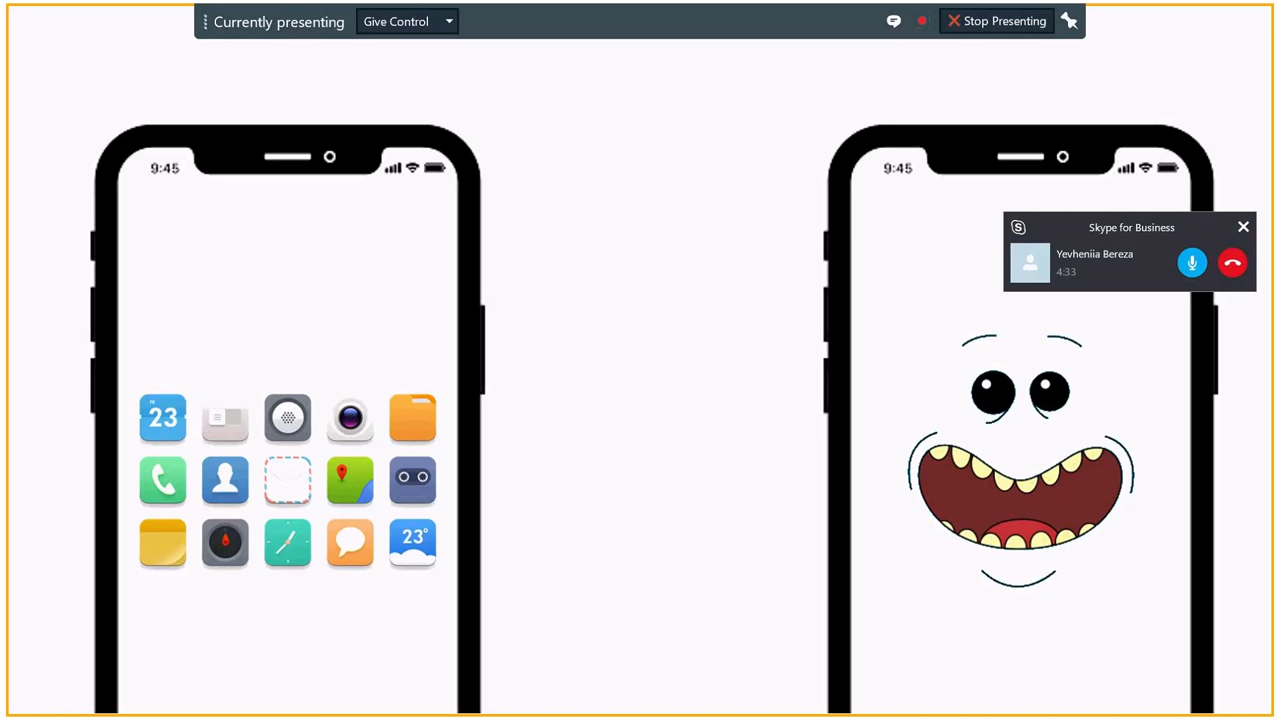 Currently presenting
Give Control
Stop Presenting
9:45
9:45
Skype for Business
Yevheniia Bereza
4:33
23
23°